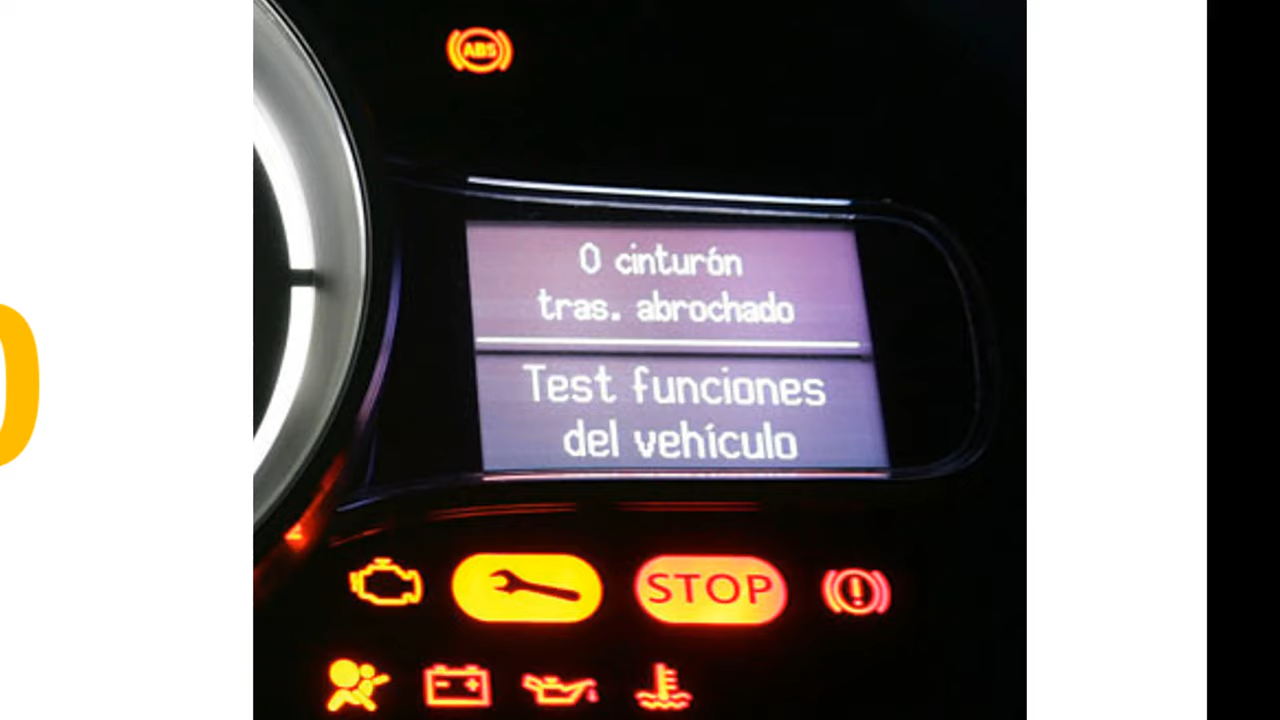 ABS
0 cinturón
tras. abrochado
Test funciones
del vehículo
STOP